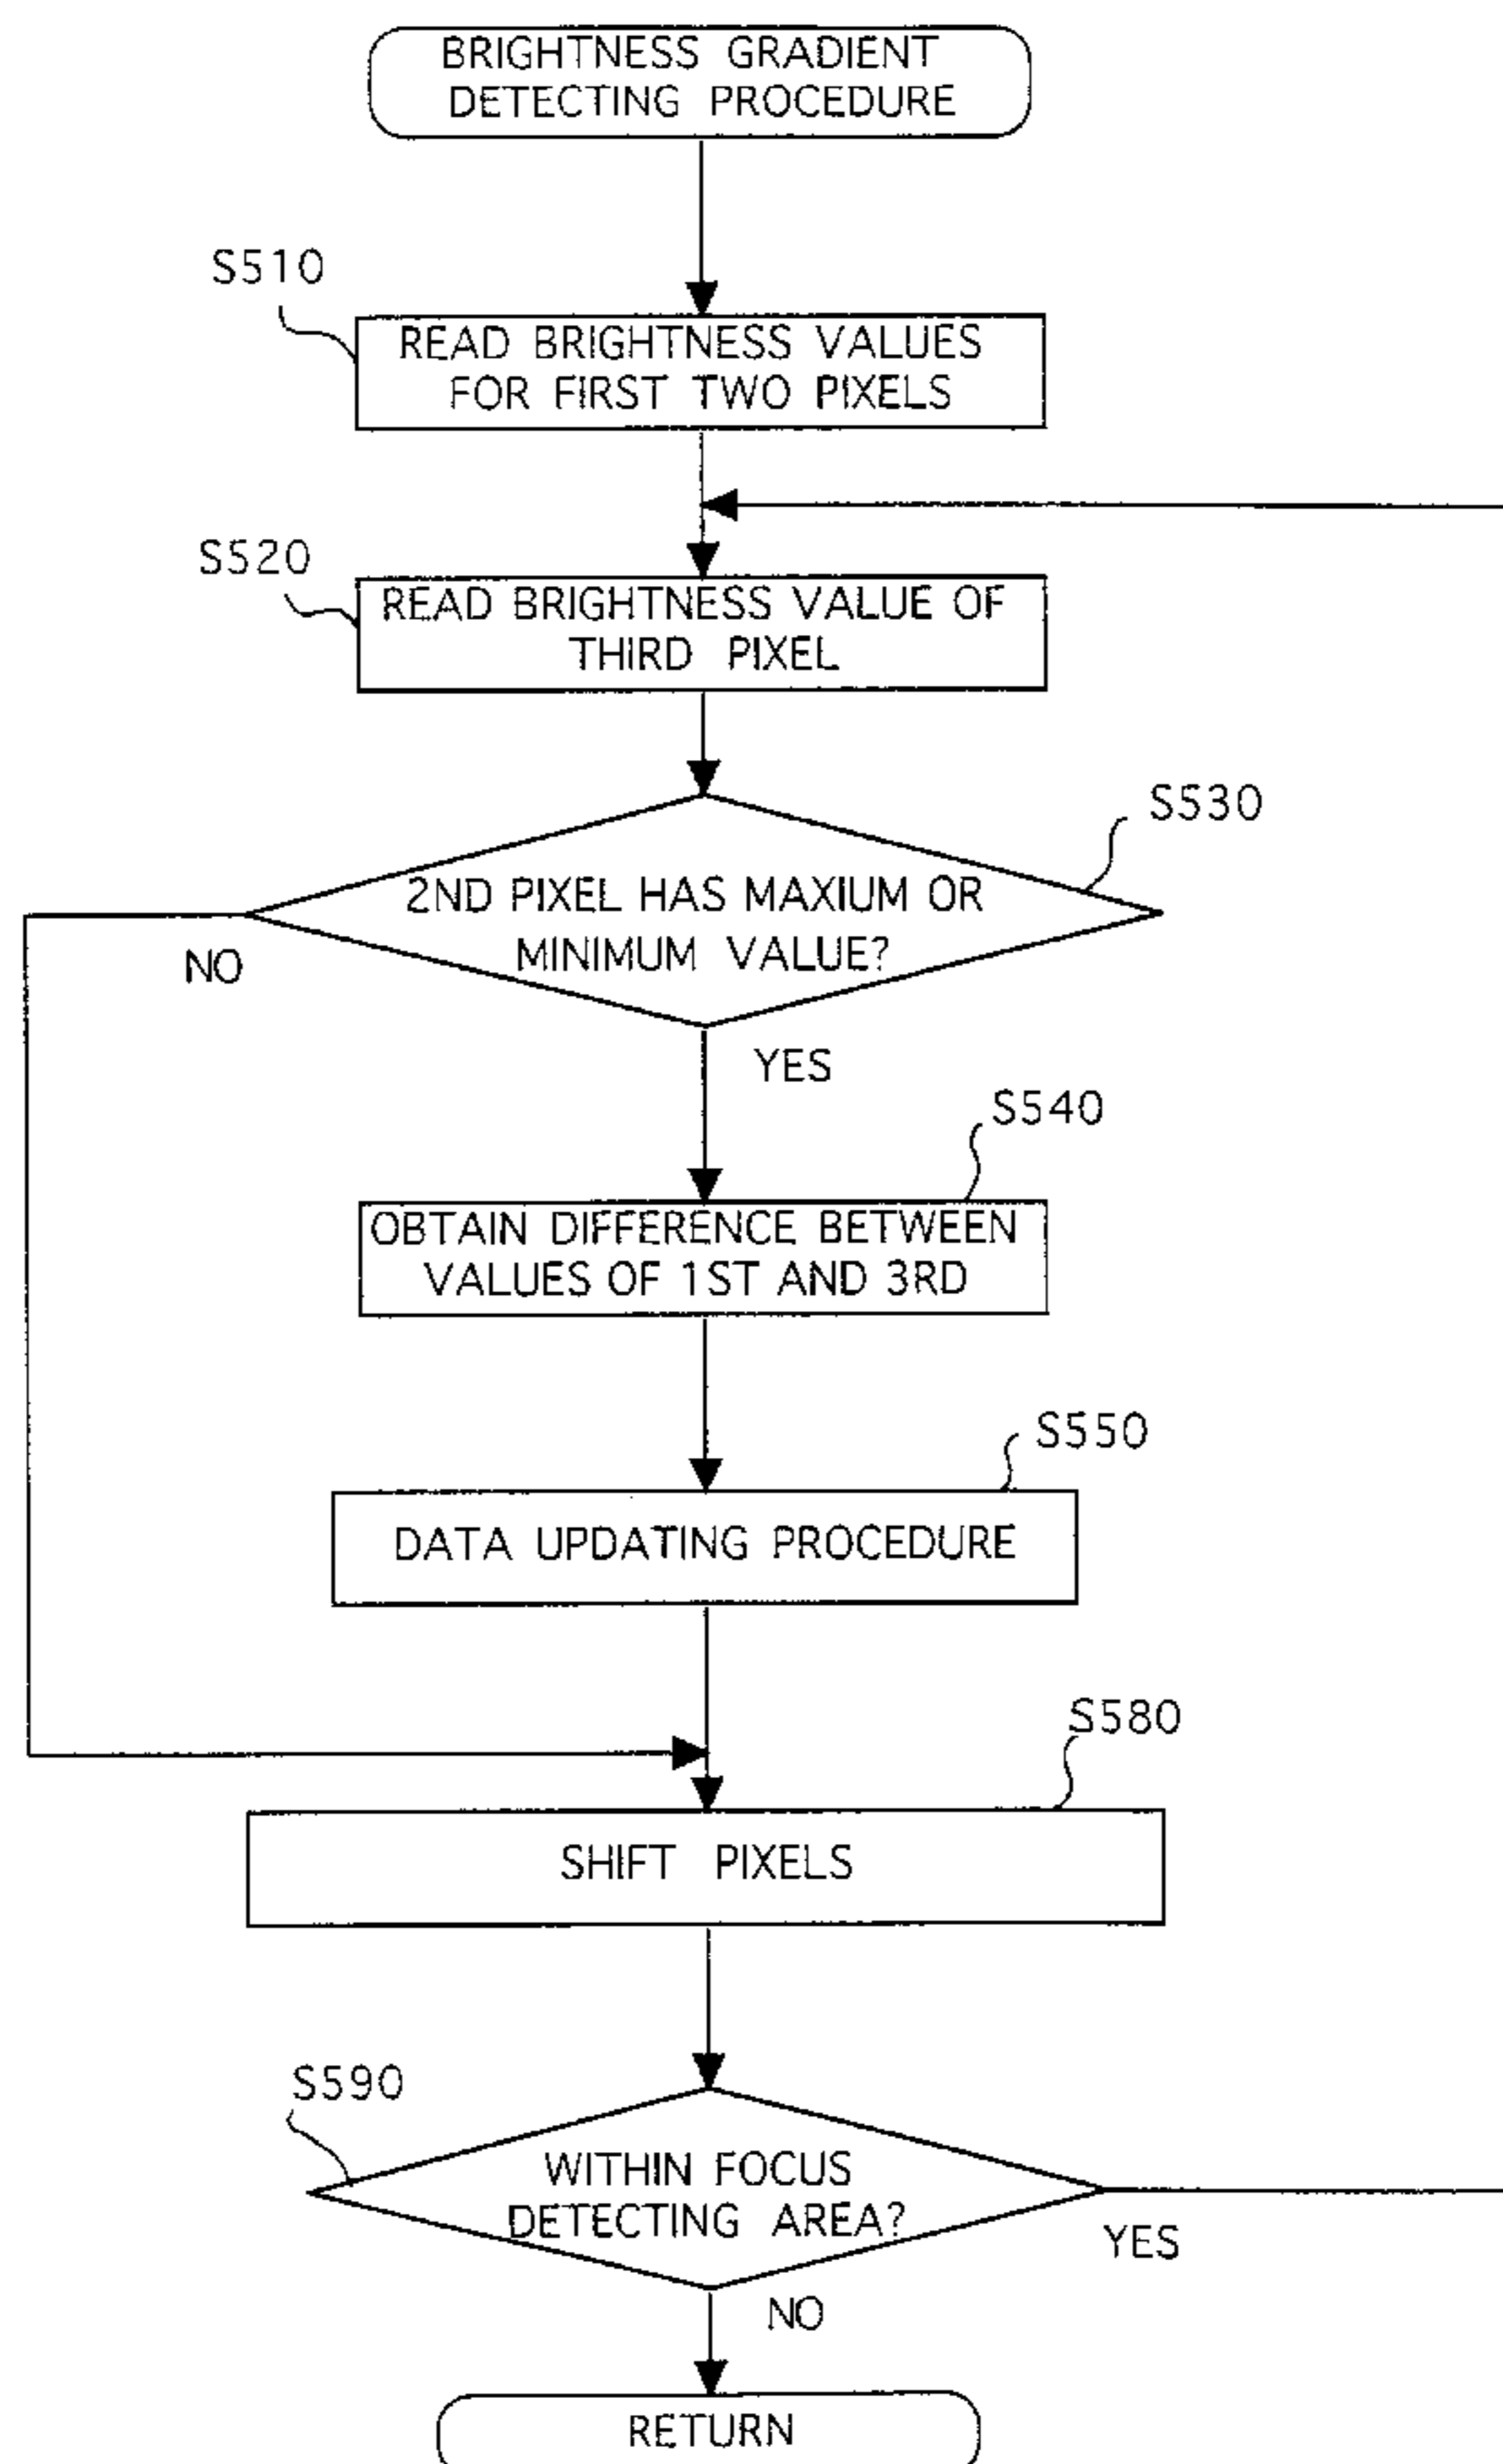 BRIGHTNESS GRADIENT
DETECTING PROCEDURE
S510
READ BRIGHTNESS VALUES
FOR FIRST TWO PIXELS
S520
READ BRIGHTNESS VALUE OF
THIRD PIXEL
S530
2ND PIXEL HAS MAXIUM OR
MINIMUM VALUE?
NO
YES
S540
OBTAIN DIFFERENCE BETWEEN
VALUES OF 1ST AND 3RD
S550
DATA UPDATING PROCEDURE
S580
SHIFT PIXELS
S590
WITHIN FOCUS
DETECTING AREA?
YES
NO
RETURN